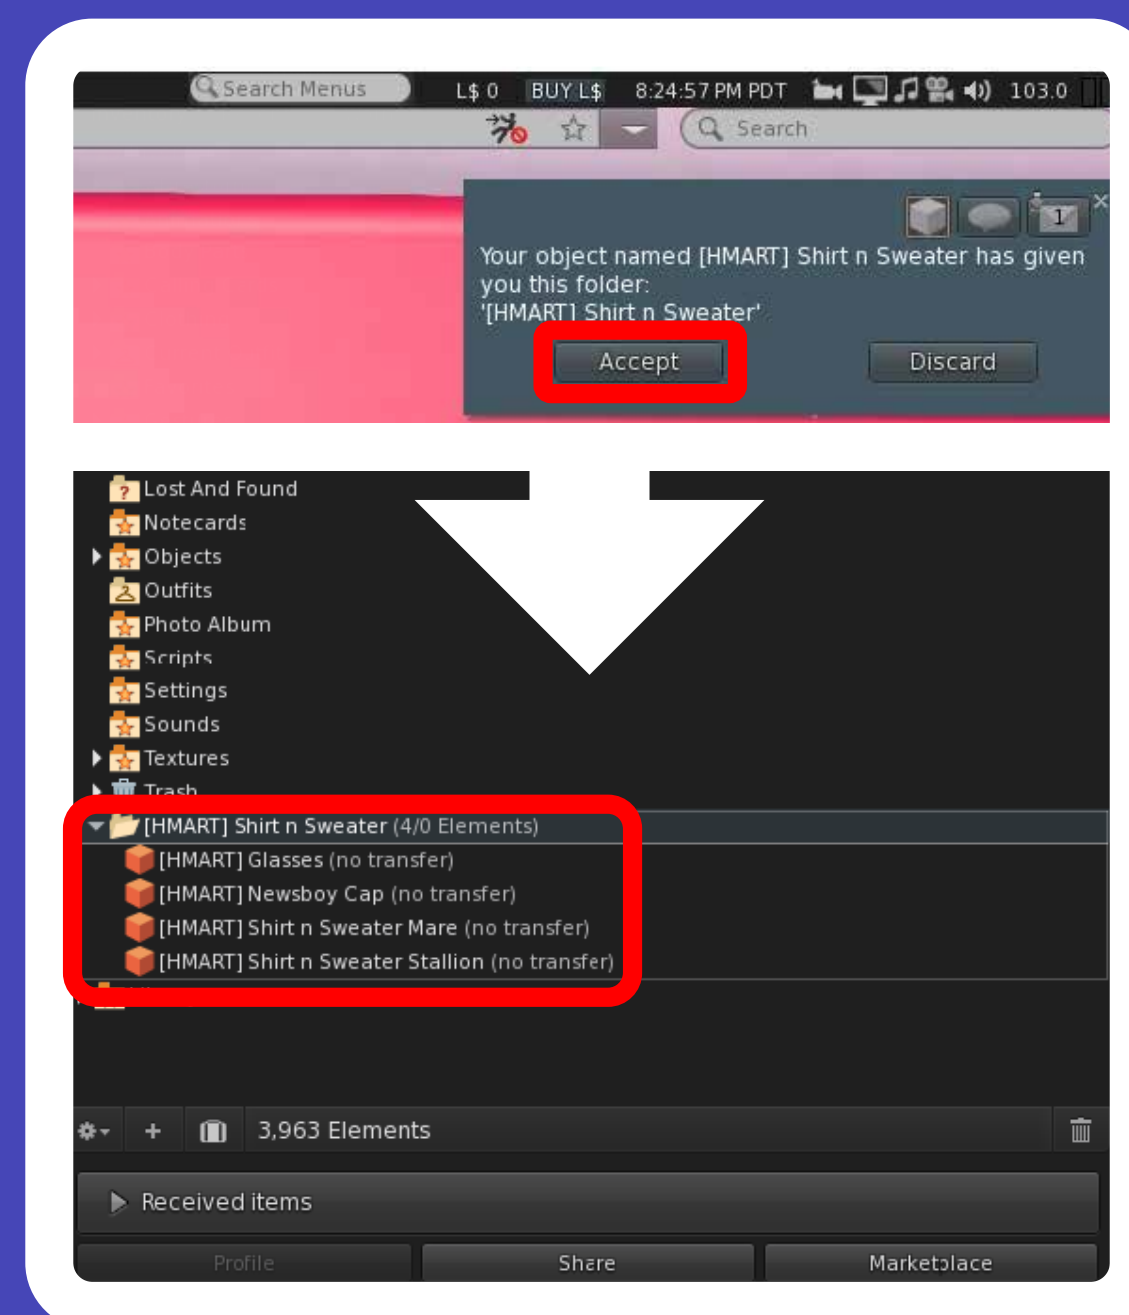 Search Menus
L$ 0 BUY L$ 8:24:57 PM PDT 103.0
Search
1
Your object named [HMART] Shirt n Sweater has given
you this folder:
'[HMART] Shirt n Sweater'
Accept Discard
Lost And Found
Notecards
Objects
Outfits
Photo Album
Scripts
Settings
Sounds
Textures
Trash
[HMART] Shirt n Sweater (4/0 Elements)
[HMART] Glasses (no transfer)
[HMART] Newsboy Cap (no transfer)
[HMART] Shirt n Sweater Mare (no transfer)
[HMART] Shirt n Sweater Stallion (no transfer)
3,963 Elements
Received items
Profile Share Marketplace